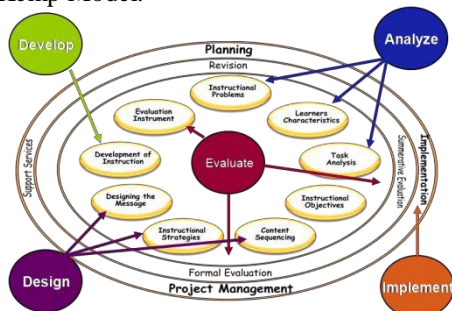 Kemp Model.
Develop
Analyze
Planning
Revision
Instructional
Problems
Evaluation
Instrument
Learners
Characteristics
Support Services
Development of
Instruction
Evaluate
Task
Analysis
Summerative Evaluation
Implementation
Designing the
Message
Instructional
Objectives
Instructional
Strategies
Content
Sequencing
Design
Formal Evaluation
Project Management
Implement